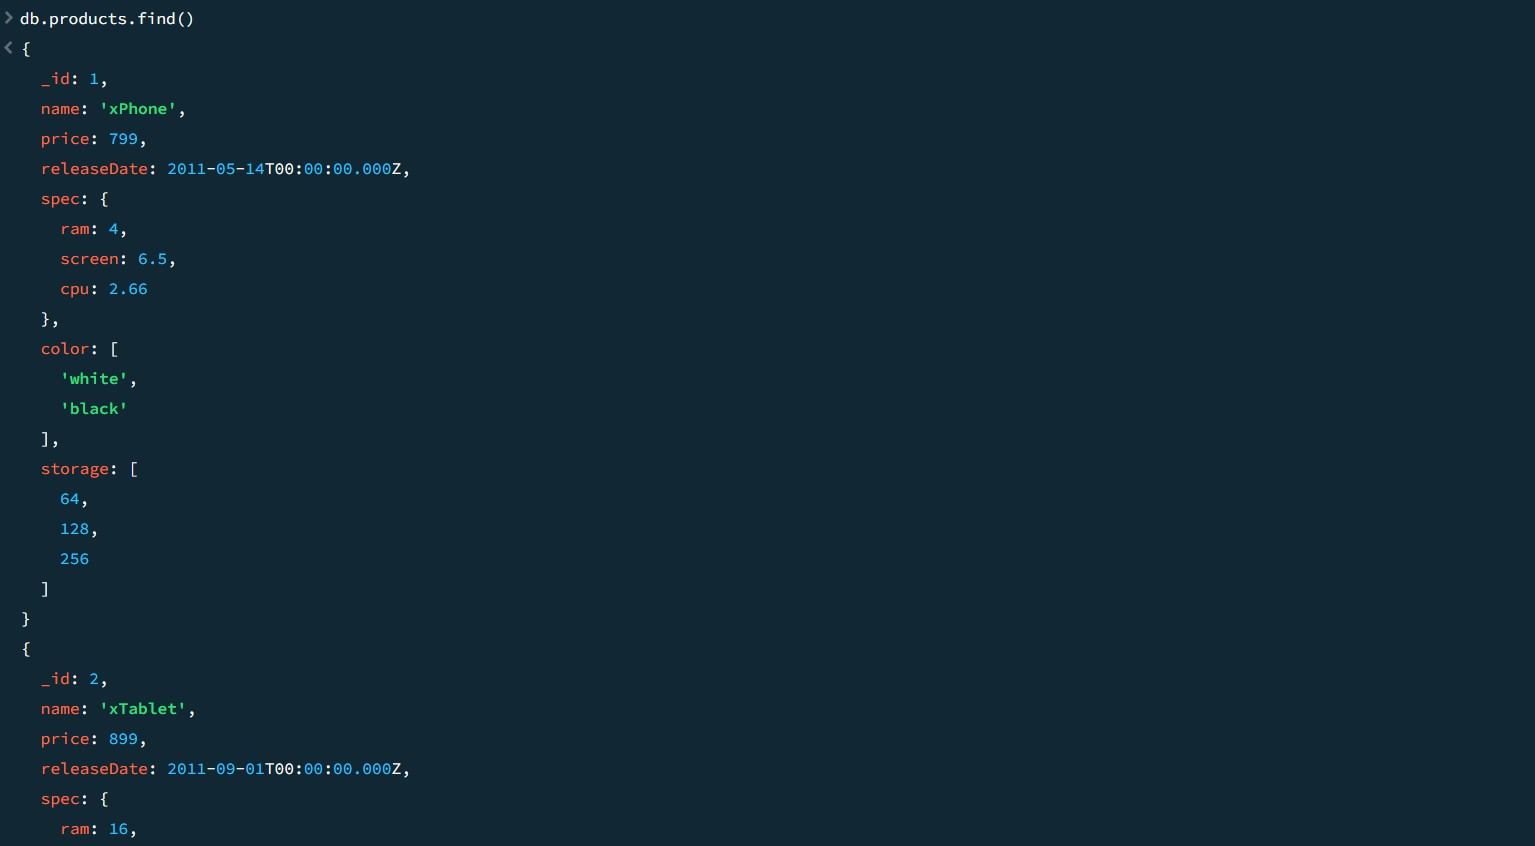 db.products.find()
{
_id: 1,
name: 'xPhone',
price: 799,
releaseDate: 2011-05-14T00:00:00.000Z,
spec: {
ram: 4,
screen: 6.5,
cpu: 2.66
},
color: [
'white',
'black'
],
storage: [
64,
128,
256
]
}
{
_id: 2,
name: 'xTablet',
price: 899,
releaseDate: 2011-09-01T00:00:00.000Z,
spec: {
ram: 16,